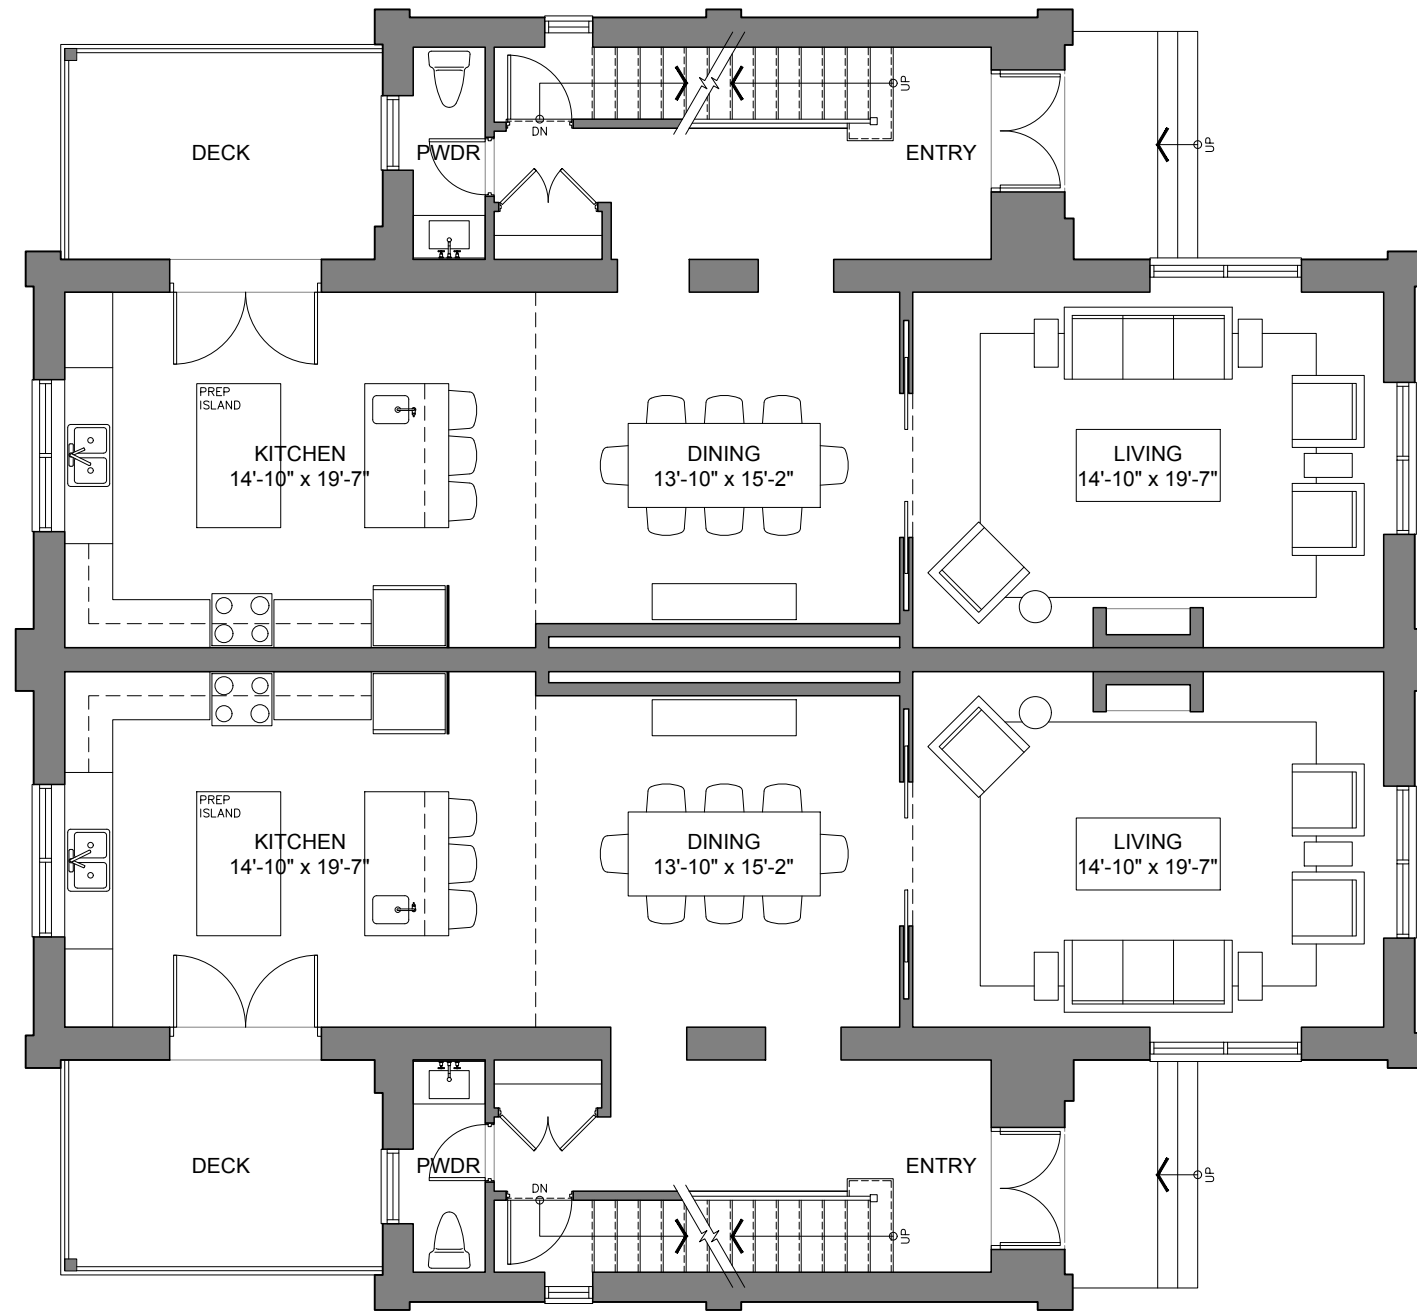 DECK
PWDR
DN
UP
ENTRY
UP
PREP
ISLAND
KITCHEN
14'-10" x 19'-7"
DINING
13'-10" x 15'-2"
LIVING
14'-10" x 19'-7"
PREP
ISLAND
KITCHEN
14'-10" x 19'-7"
DINING
13'-10" x 15'-2"
LIVING
14'-10" x 19'-7"
DECK
PWDR
DN
UP
ENTRY
UP